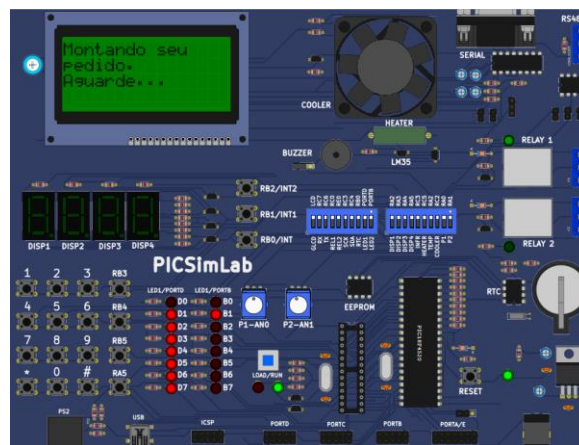 Montando seu
pedido.
Aguarde...
COOLER
SERIAL
RS485
HEATER
BUZZER
LM35
RELAY 1
RELAY 2
RB2/INT2
RB1/INT1
RB0/INT
DISP1 DISP2 DISP3 DISP4
PICSimLab
1 2 3 RB3
4 5 6 RB4
7 8 9 RB5
* 0 # RA5
LED1/PORTD LED1/PORTB
D0 B0
D1 B1
D2 B2
D3 B3
D4 B4
D5 B5
D6 B6
D7 B7
P1-AN0 P2-AN1
EEPROM
RTC
LOAD/RUN
RESET
PS2
USB
ICSP
PORTD
PORTC
PORTB
PORTA/E